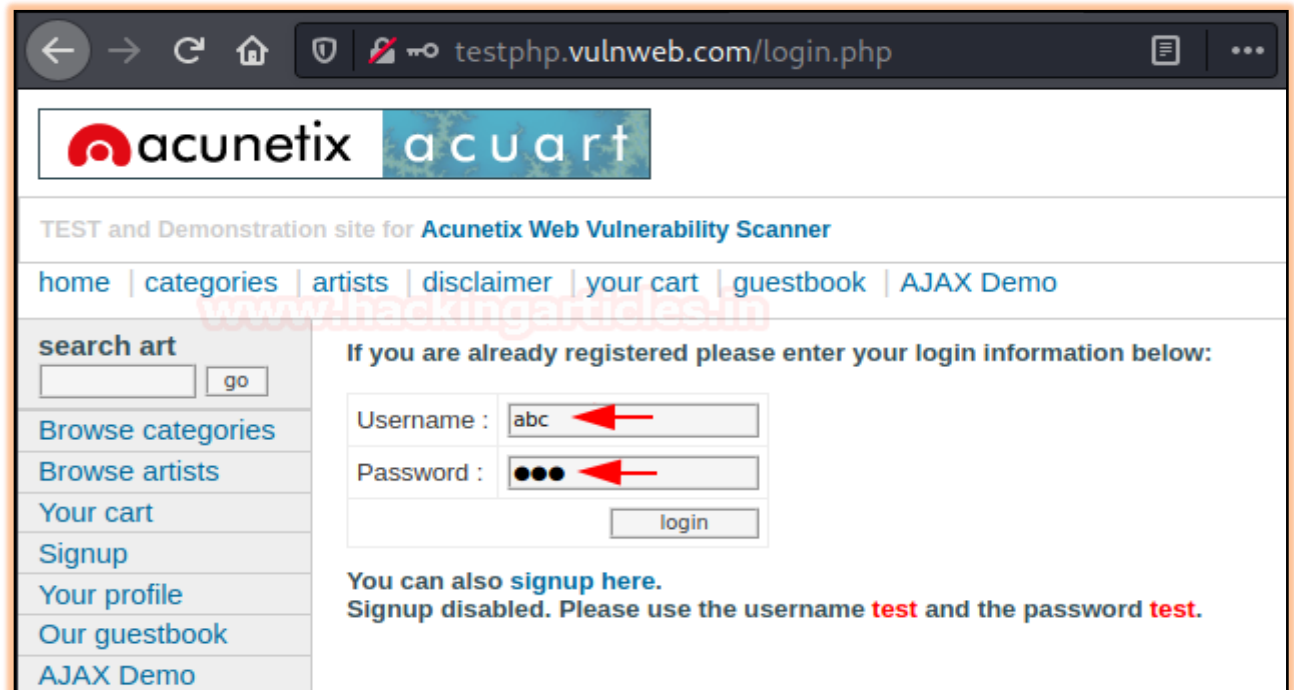 testphp.vulnweb.com/login.php
acunetix acuart
TEST and Demonstration site for Acunetix Web Vulnerability Scanner
home | categories | artists | disclaimer | your cart | guestbook | AJAX Demo
www.hackingarticles.in
search art
go
Browse categories
Browse artists
Your cart
Signup
Your profile
Our guestbook
AJAX Demo
If you are already registered please enter your login information below:
Username : abc
Password : ●●●
login
You can also signup here.
Signup disabled. Please use the username test and the password test.